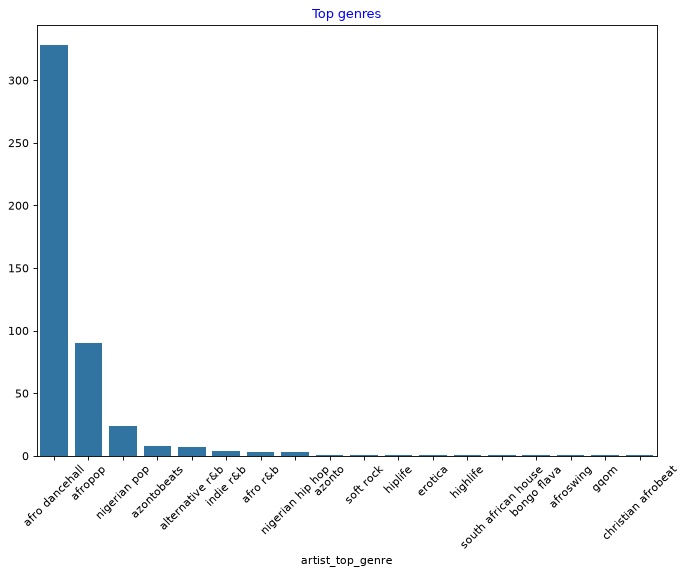 Top genres
300
250
200
150
100
50
0
afro dancehall
afropop
nigerian pop
azontobeats
alternative r&b
indie r&b
afro r&b
nigerian hip hop
azonto
soft rock
hiplife
erotica
highlife
south african house
bongo flava
afroswing
gqom
christian afrobeat
artist_top_genre